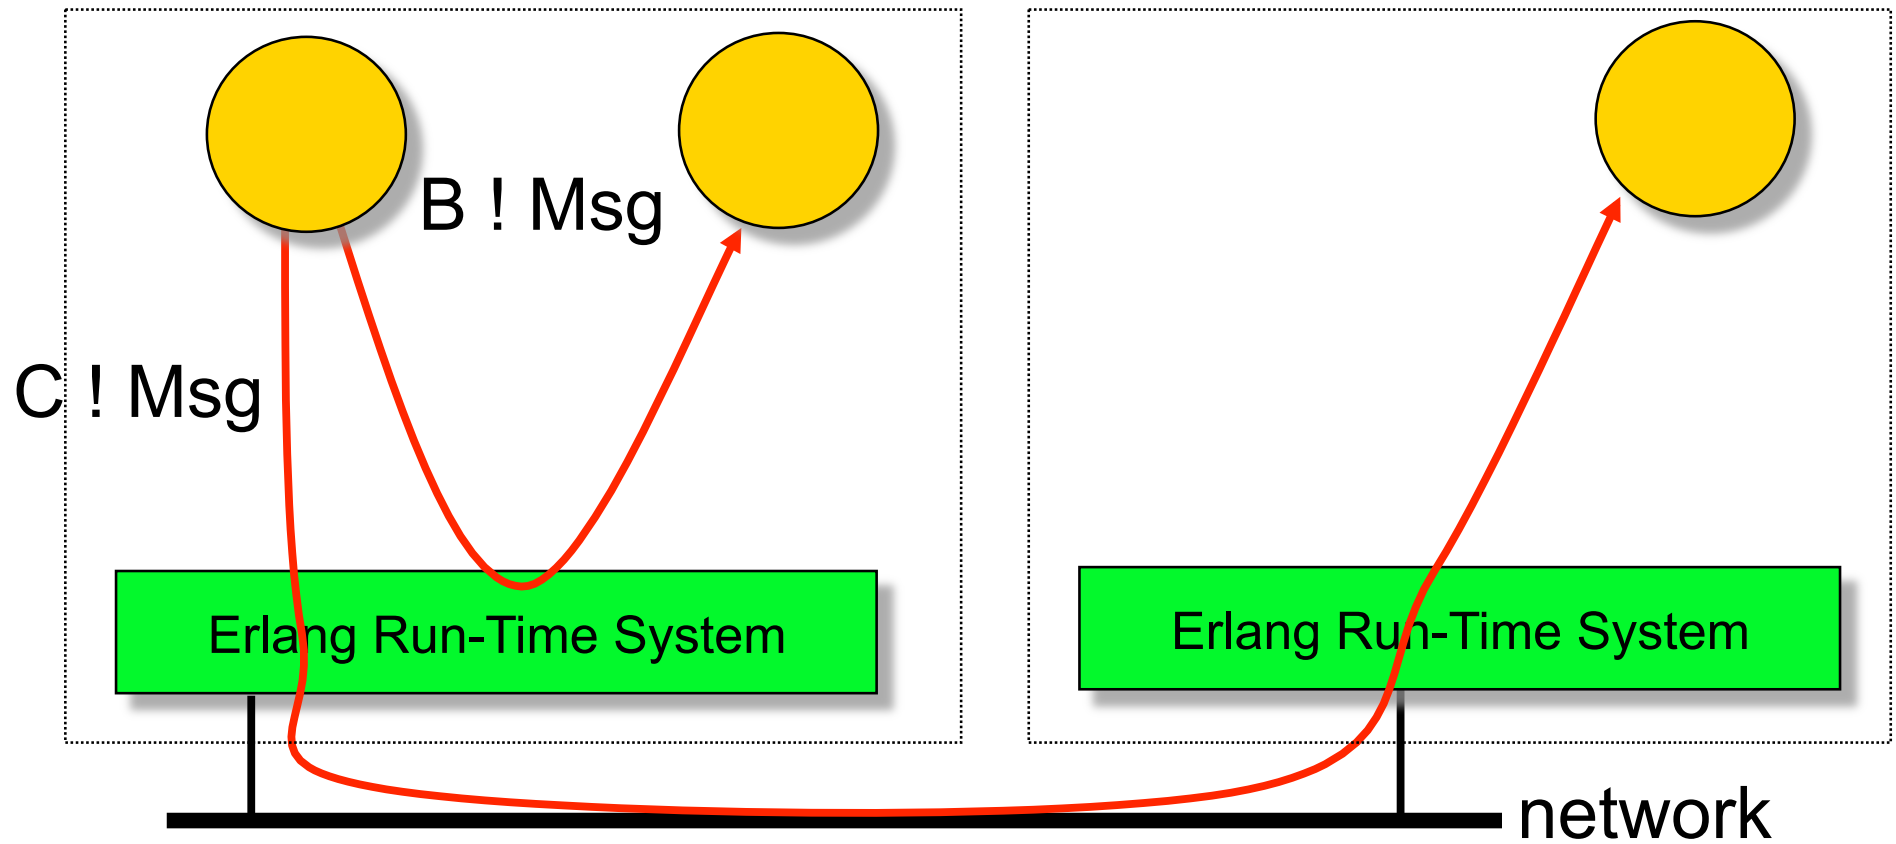 B ! Msg
C ! Msg
Erlang Run-Time System
Erlang Run-Time System
network